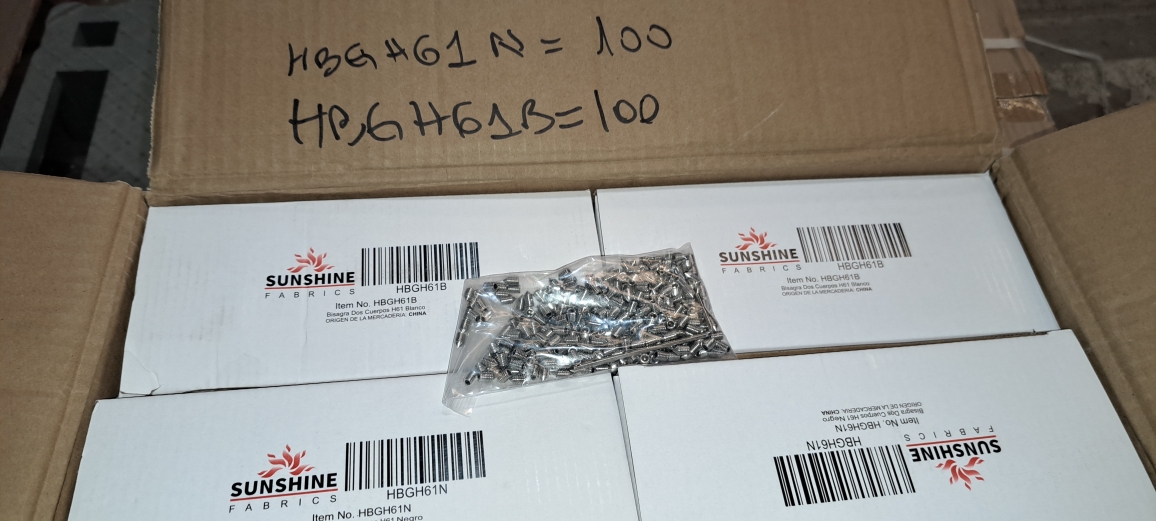 HBGH61N = 100
HBGH61B = 100
SUNSHINE
FABRICS
HBGH61B
Item No. HBGH61B
Bisagra Dos Cuerpos H61 Blanco
ORIGEN DE LA MERCADERIA: CHINA
SUNSHINE
FABRICS
HBGH61B
Item No. HBGH61B
Bisagra Dos Cuerpos H61 Blanco
ORIGEN DE LA MERCADERIA: CHINA
SUNSHINE
FABRICS
HBGH61N
Item No. HBGH61N
H61 Negro
SUNSHINE
FABRICS
HBGH61N
Item No. HBGH61N
Bisagra Dos Cuerpos H61 Negro
ORIGEN DE LA MERCADERIA: CHINA